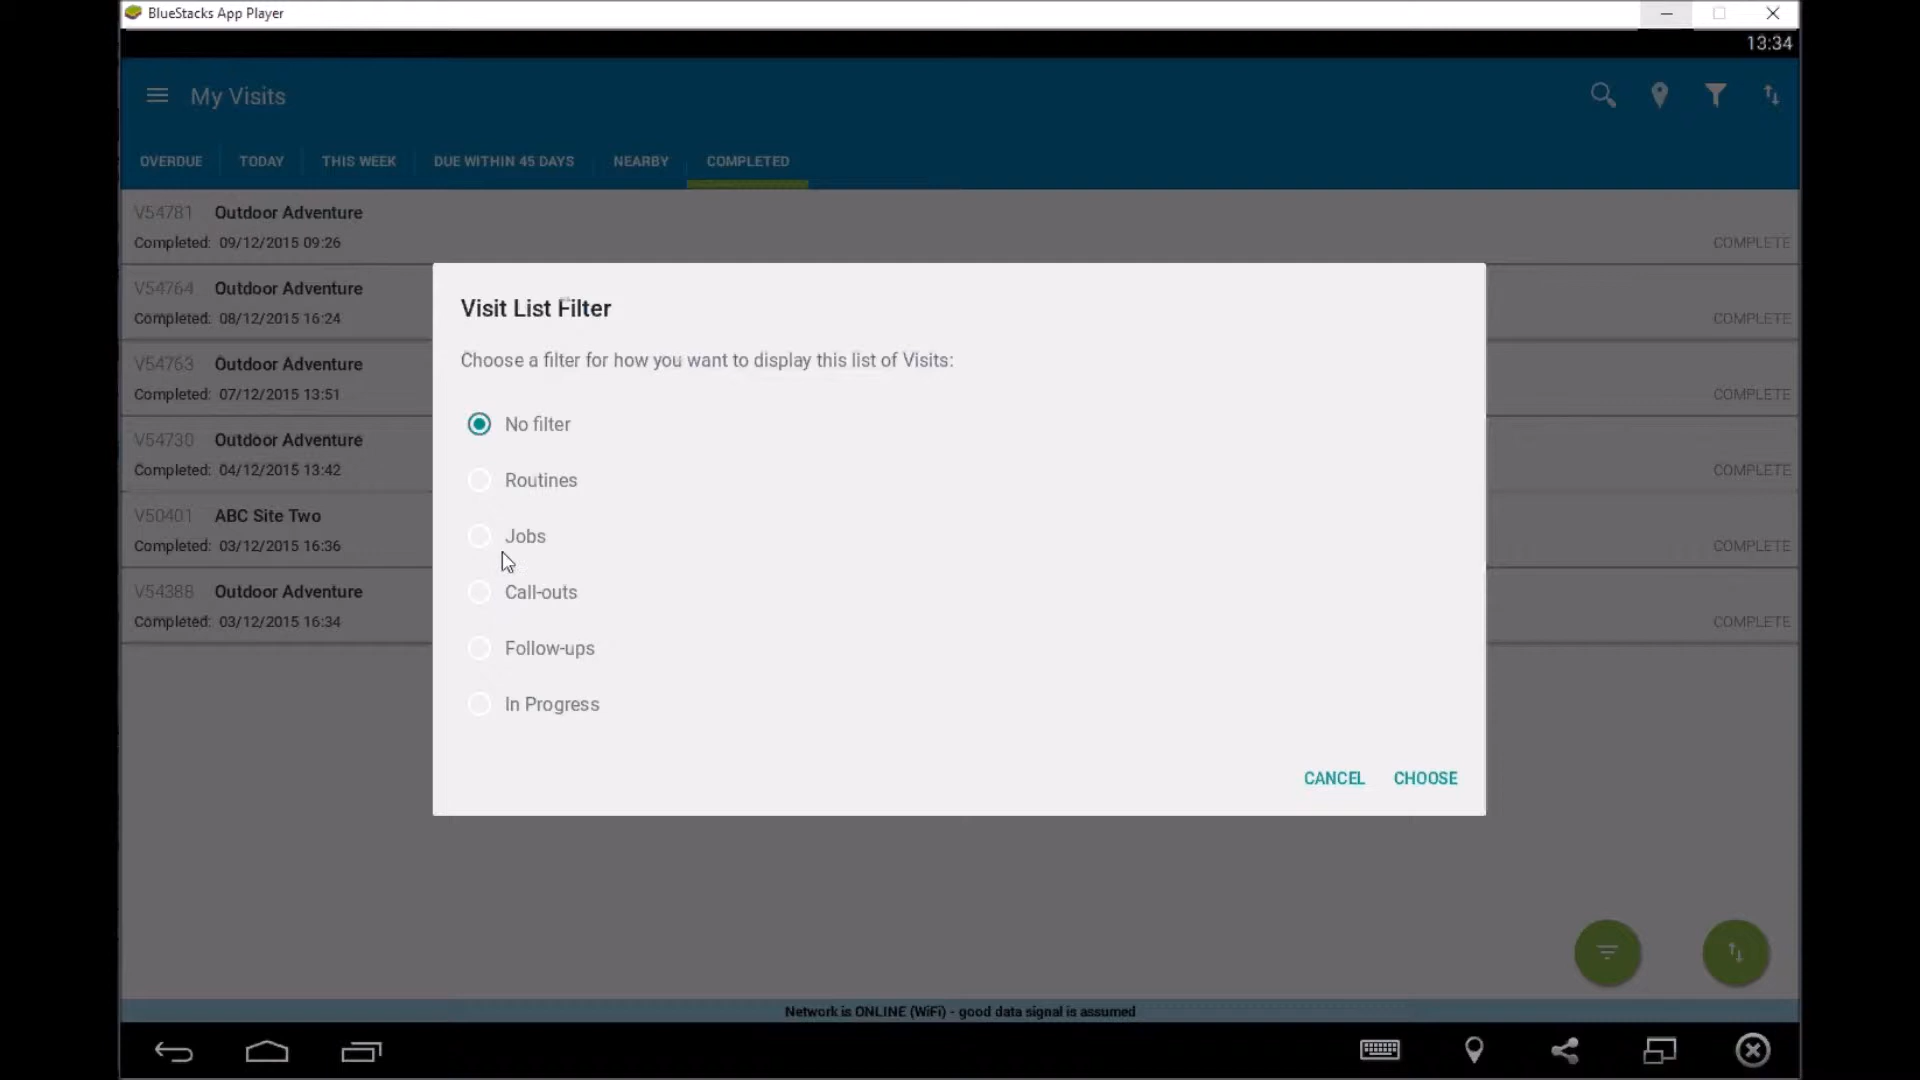 BlueStacks App Player
13:34
My Visits
OVERDUE TODAY THIS WEEK DUE WITHIN 45 DAYS NEARBY COMPLETED
V54781 Outdoor Adventure
Completed: 09/12/2015 09:26 COMPLETE
V54764 Outdoor Adventure
Completed: 08/12/2015 16:24 COMPLETE
V54763 Outdoor Adventure
Completed: 07/12/2015 13:51 COMPLETE
V54730 Outdoor Adventure
Completed: 04/12/2015 13:42 COMPLETE
V50401 ABC Site Two
Completed: 03/12/2015 16:36 COMPLETE
V54388 Outdoor Adventure
Completed: 03/12/2015 16:34 COMPLETE
Visit List Filter
Choose a filter for how you want to display this list of Visits:
No filter
Routines
Jobs
Call-outs
Follow-ups
In Progress
CANCEL CHOOSE
Network is ONLINE (WiFi) - good data signal is assumed